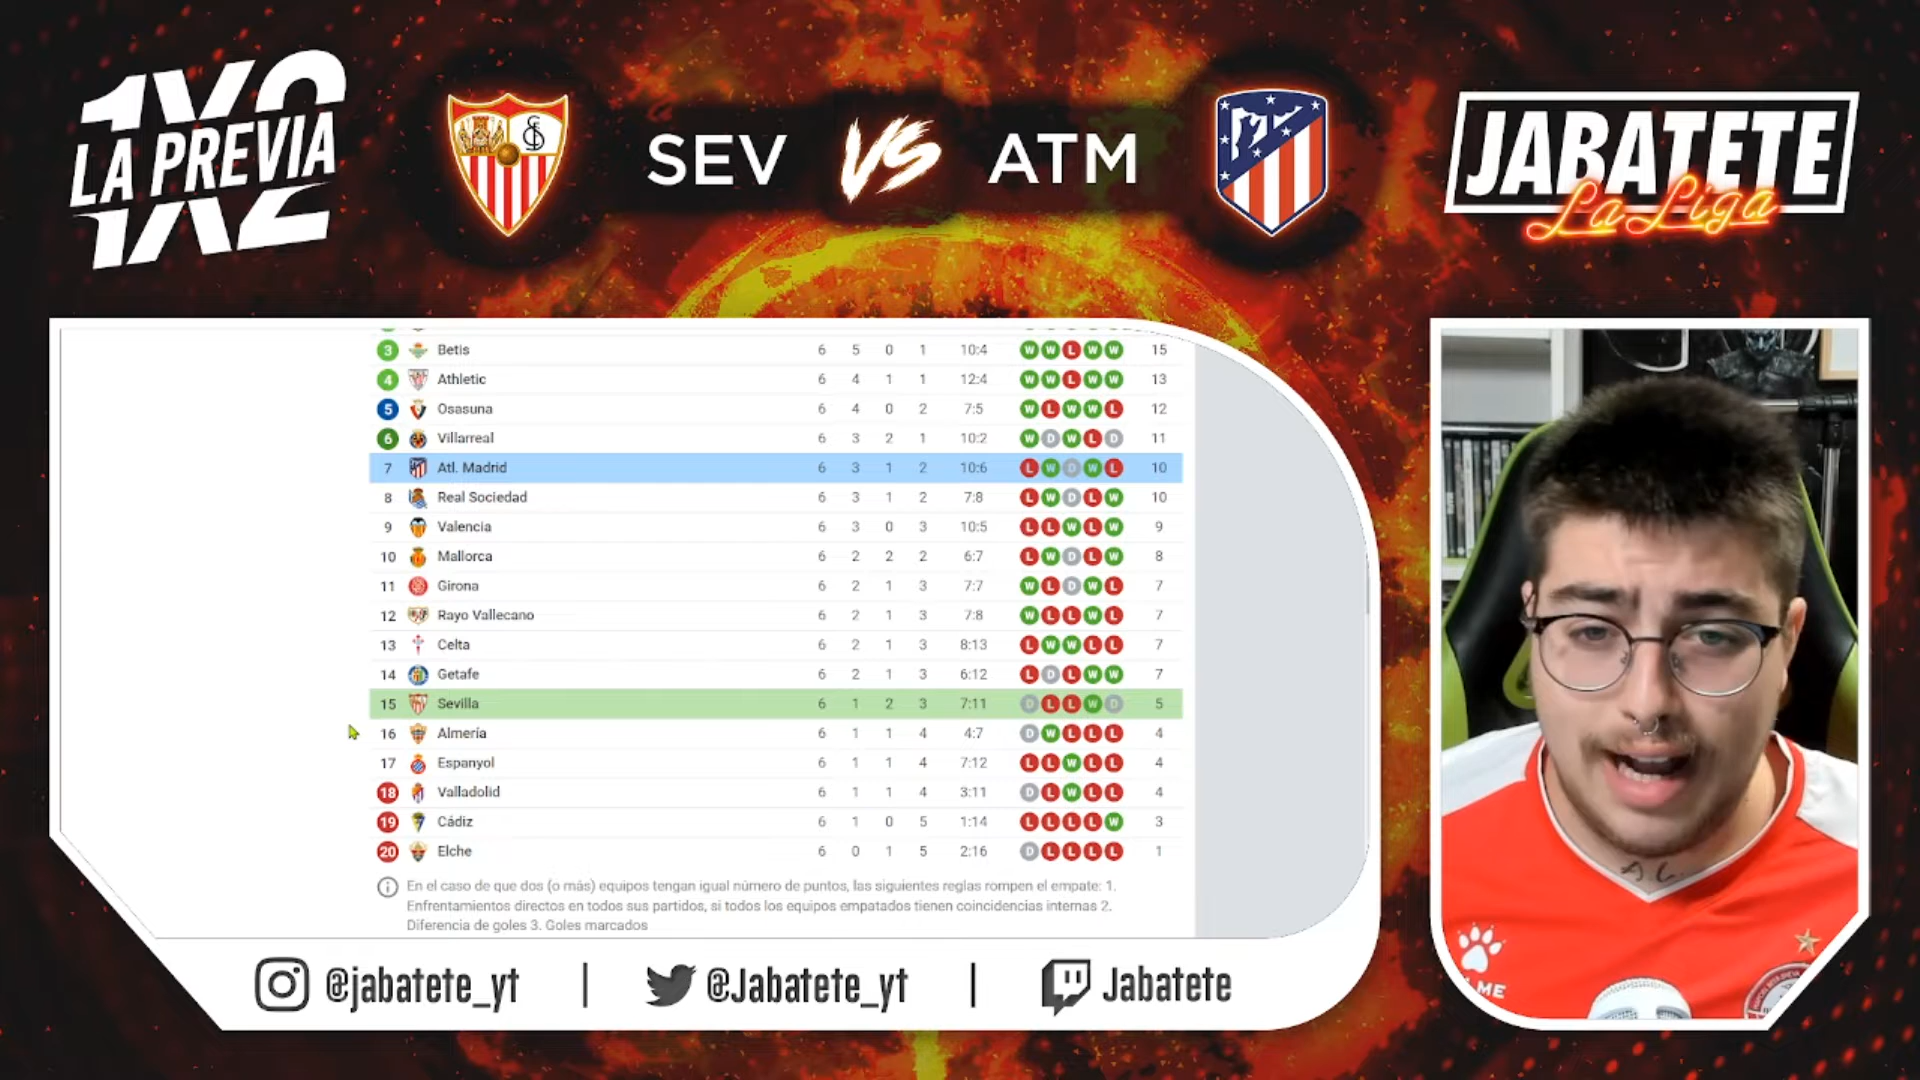 1X2
LA PREVIA
SEV VS ATM
JABATETE
La Liga
3 Betis 6 5 0 1 10:4 W W L W W 15
4 Athletic 6 4 1 1 12:4 W W L W W 13
5 Osasuna 6 4 0 2 7:5 W L W W L 12
6 Villarreal 6 3 2 1 10:2 W D W L D 11
7 Atl. Madrid 6 3 1 2 10:6 L W D W L 10
8 Real Sociedad 6 3 1 2 7:8 L W D L W 10
9 Valencia 6 3 0 3 10:5 L L W L W 9
10 Mallorca 6 2 2 2 6:7 L W D L W 8
11 Girona 6 2 1 3 7:7 W L D W L 7
12 Rayo Vallecano 6 2 1 3 7:8 W L L W L 7
13 Celta 6 2 1 3 8:13 L W W L L 7
14 Getafe 6 2 1 3 6:12 L D L W W 7
15 Sevilla 6 1 2 3 7:11 D L L W D 5
16 Almería 6 1 1 4 4:7 D W L L L 4
17 Espanyol 6 1 1 4 7:12 L L W L L 4
18 Valladolid 6 1 1 4 3:11 D L W L L 4
19 Cádiz 6 1 0 5 1:14 L L L L W 3
20 Elche 6 0 1 5 2:16 D L L L L 1
En el caso de que dos (o más) equipos tengan igual número de puntos, las siguientes reglas rompen el empate: 1.
Enfrentamientos directos en todos sus partidos, si todos los equipos empatados tienen coincidencias internas 2.
Diferencia de goles 3. Goles marcados
@jabatete_yt | @Jabatete_yt | Jabatete